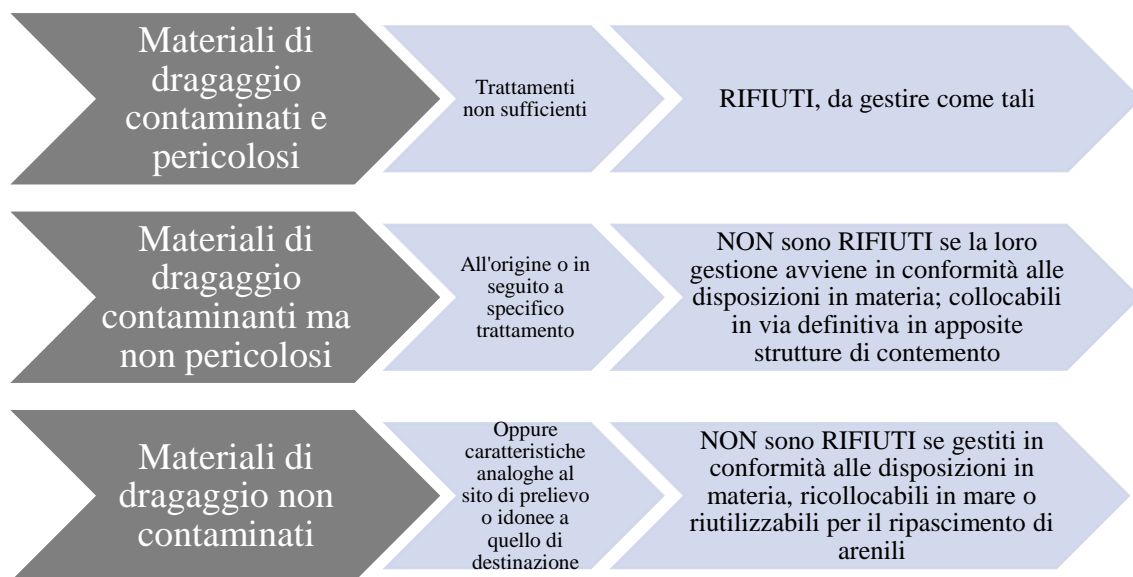 Materiali di
dragaggio
contaminati e
pericolosi
Trattamenti
non sufficienti
RIFIUTI, da gestire come tali
Materiali di
dragaggio
contaminanti ma
non pericolosi
All'origine o in
seguito a
specifico
trattamento
NON sono RIFIUTI se la loro
gestione avviene in conformità alle
disposizioni in materia; collocabili
in via definitiva in apposite
strutture di contemento
Materiali di
dragaggio non
contaminati
Oppure
caratteristiche
analoghe al
sito di prelievo
o idonee a
quello di
destinazione
NON sono RIFIUTI se gestiti in
conformità alle disposizioni in
materia, ricollocabili in mare o
riutilizzabili per il ripascimento di
arenili